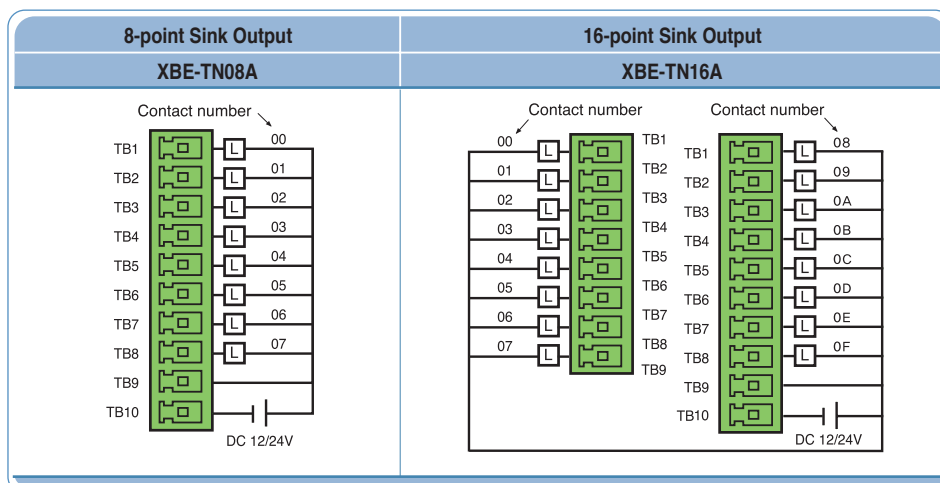 8-point Sink Output
16-point Sink Output
XBE-TN08A
XBE-TN16A
Contact number
TB1 L 00
TB2 L 01
TB3 L 02
TB4 L 03
TB5 L 04
TB6 L 05
TB7 L 06
TB8 L 07
TB9
TB10
DC 12/24V
Contact number
00 L TB1
01 L TB2
02 L TB3
03 L TB4
04 L TB5
05 L TB6
06 L TB7
07 L TB8
TB9
Contact number
TB1 L 08
TB2 L 09
TB3 L 0A
TB4 L 0B
TB5 L 0C
TB6 L 0D
TB7 L 0E
TB8 L 0F
TB9
TB10
DC 12/24V